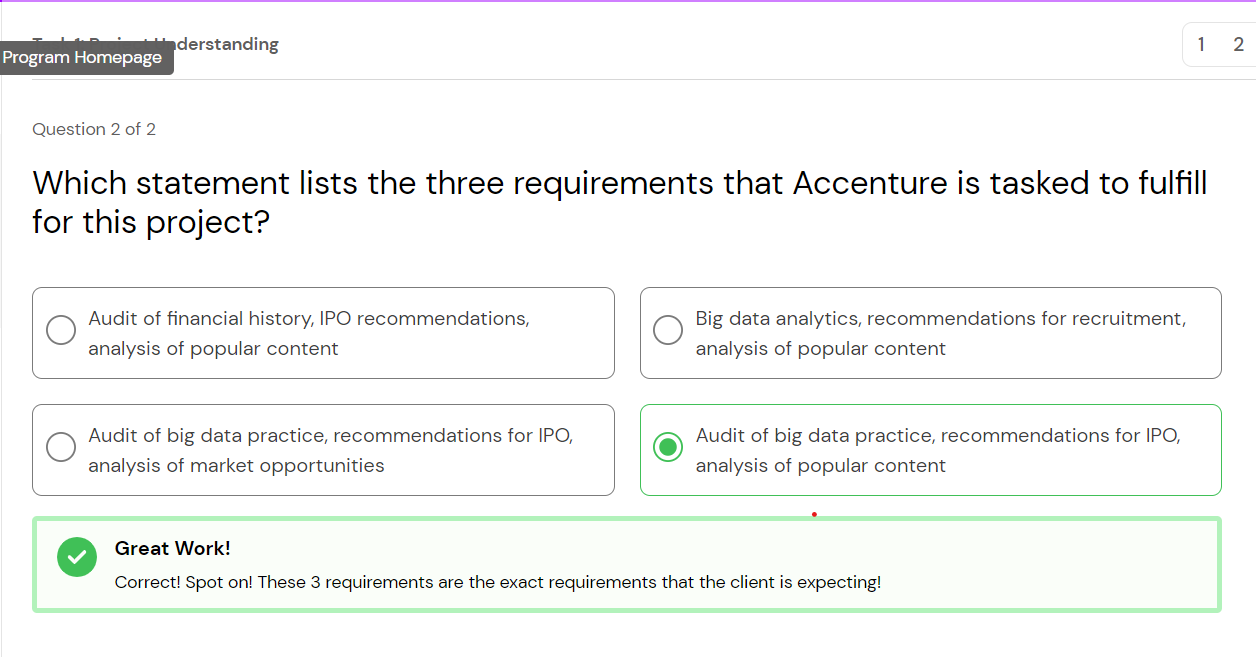 Understanding
Program Homepage
1 2
Question 2 of 2
Which statement lists the three requirements that Accenture is tasked to fulfill
for this project?
Audit of financial history, IPO recommendations,
analysis of popular content
Big data analytics, recommendations for recruitment,
analysis of popular content
Audit of big data practice, recommendations for IPO,
analysis of market opportunities
Audit of big data practice, recommendations for IPO,
analysis of popular content
Great Work!
Correct! Spot on! These 3 requirements are the exact requirements that the client is expecting!